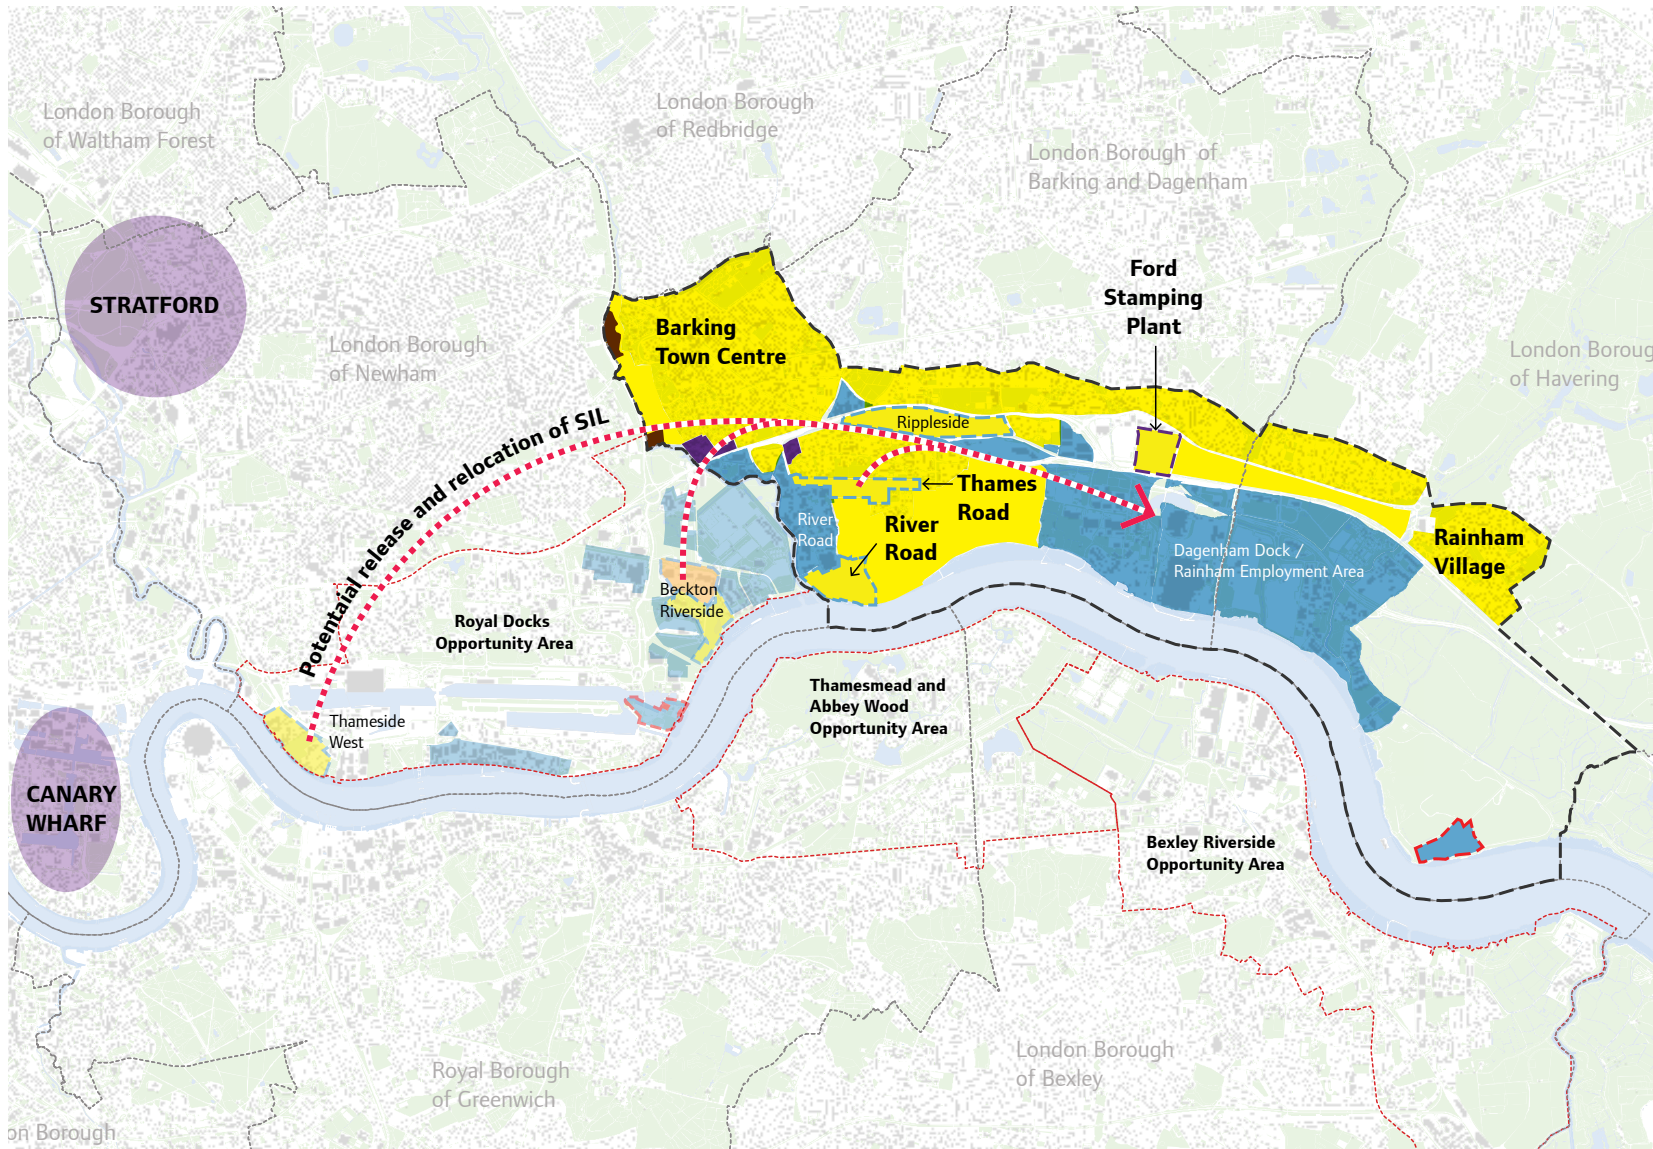 London Borough
of Waltham Forest
London Borough
of Redbridge
London Borough of
Barking and Dagenham
STRATFORD
Ford
Stamping
Plant
Barking
Town Centre
London Borough
of Newham
London Boroug
of Havering
Potentaial release and relocation of SIL
Rippleside
Thames
Road
River
Road
River
Road
Rainham
Village
Dagenham Dock /
Rainham Employment Area
Beckton
Riverside
Royal Docks
Opportunity Area
Thameside
West
Thamesmead and
Abbey Wood
Opportunity Area
CANARY
WHARF
Bexley Riverside
Opportunity Area
Royal Borough
of Greenwich
London Borough
of Bexley
on Borough